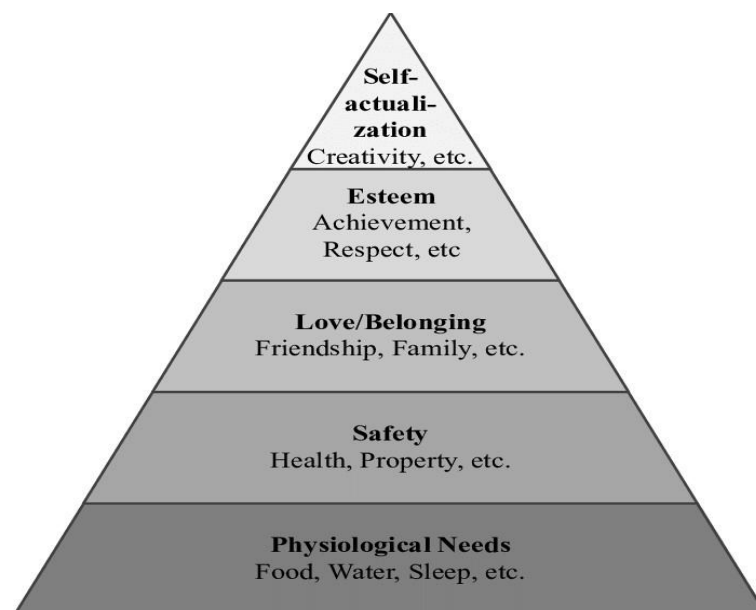 Self-
actuali-
zation
Creativity, etc.
Esteem
Achievement,
Respect, etc
Love/Belonging
Friendship, Family, etc.
Safety
Health, Property, etc.
Physiological Needs
Food, Water, Sleep, etc.